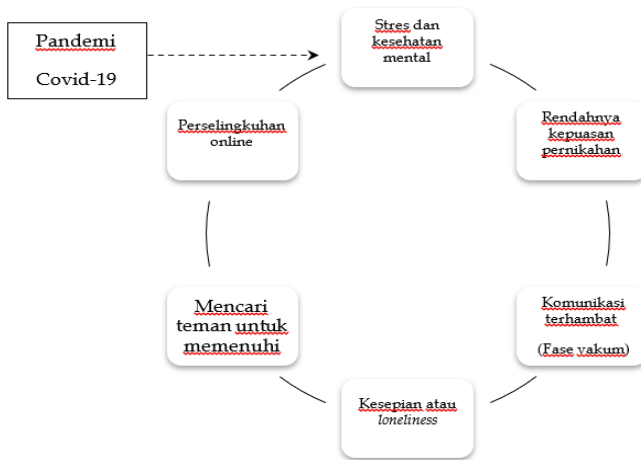 Pandemi
Covid-19
Stres dan
kesehatan
mental
Rendahnya
kepuasan
pernikahan
Komunikasi
terhambat
(Fase vakum)
Kesepian atau
loneliness
Mencari
teman untuk
memenuhi
Perselingkuhan
online